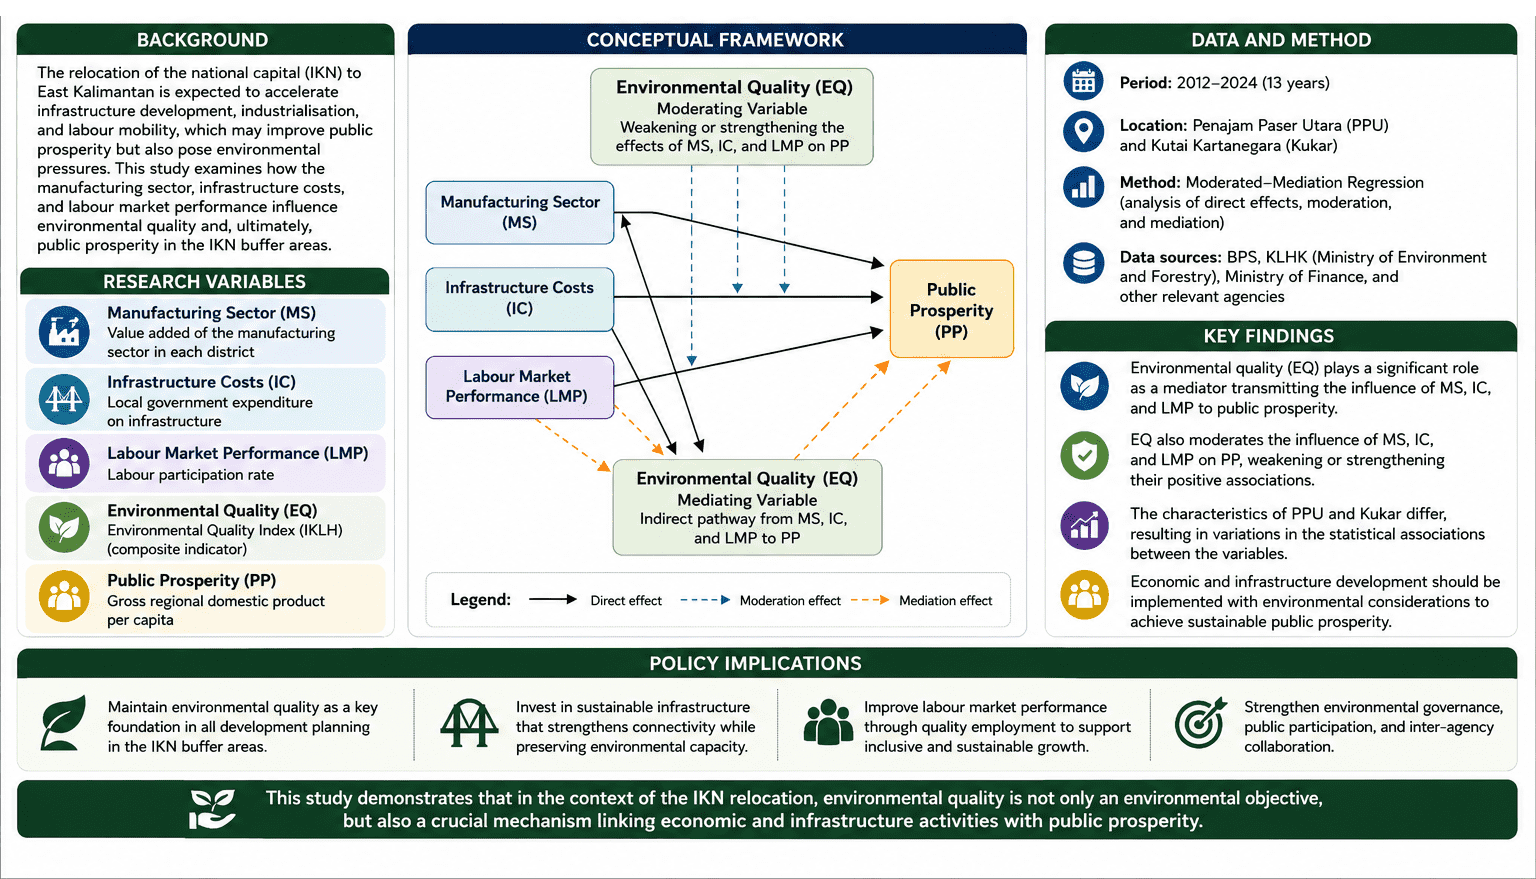 BACKGROUND
The relocation of the national capital (IKN) to
East Kalimantan is expected to accelerate
infrastructure development, industrialisation,
and labour mobility, which may improve public
prosperity but also pose environmental
pressures. This study examines how the
manufacturing sector, infrastructure costs,
and labour market performance influence
environmental quality and, ultimately,
public prosperity in the IKN buffer areas.
RESEARCH VARIABLES
Manufacturing Sector (MS)
Value added of the manufacturing
sector in each district
Infrastructure Costs (IC)
Local government expenditure
on infrastructure
Labour Market Performance (LMP)
Labour participation rate
Environmental Quality (EQ)
Environmental Quality Index (IKLH)
(composite indicator)
Public Prosperity (PP)
Gross regional domestic product
per capita
CONCEPTUAL FRAMEWORK
Environmental Quality (EQ)
Moderating Variable
Weakening or strengthening the
effects of MS, IC, and LMP on PP
Manufacturing Sector
(MS)
Infrastructure Costs
(IC)
Labour Market
Performance (LMP)
Public
Prosperity
(PP)
Environmental Quality (EQ)
Mediating Variable
Indirect pathway from MS, IC,
and LMP to PP
Legend:
Direct effect
Moderation effect
Mediation effect
DATA AND METHOD
Period: 2012–2024 (13 years)
Location: Penajam Paser Utara (PPU)
and Kutai Kartanegara (Kukar)
Method: Moderated–Mediation Regression
(analysis of direct effects, moderation,
and mediation)
Data sources: BPS, KLHK (Ministry of Environment
and Forestry), Ministry of Finance, and
other relevant agencies
KEY FINDINGS
Environmental quality (EQ) plays a significant role
as a mediator transmitting the influence of MS, IC,
and LMP to public prosperity.
EQ also moderates the influence of MS, IC,
and LMP on PP, weakening or strengthening
their positive associations.
The characteristics of PPU and Kukar differ,
resulting in variations in the statistical associations
between the variables.
Economic and infrastructure development should be
implemented with environmental considerations to
achieve sustainable public prosperity.
POLICY IMPLICATIONS
Maintain environmental quality as a key
foundation in all development planning
in the IKN buffer areas.
Invest in sustainable infrastructure
that strengthens connectivity while
preserving environmental capacity.
Improve labour market performance
through quality employment to support
inclusive and sustainable growth.
Strengthen environmental governance,
public participation, and inter-agency
collaboration.
This study demonstrates that in the context of the IKN relocation, environmental quality is not only an environmental objective,
but also a crucial mechanism linking economic and infrastructure activities with public prosperity.